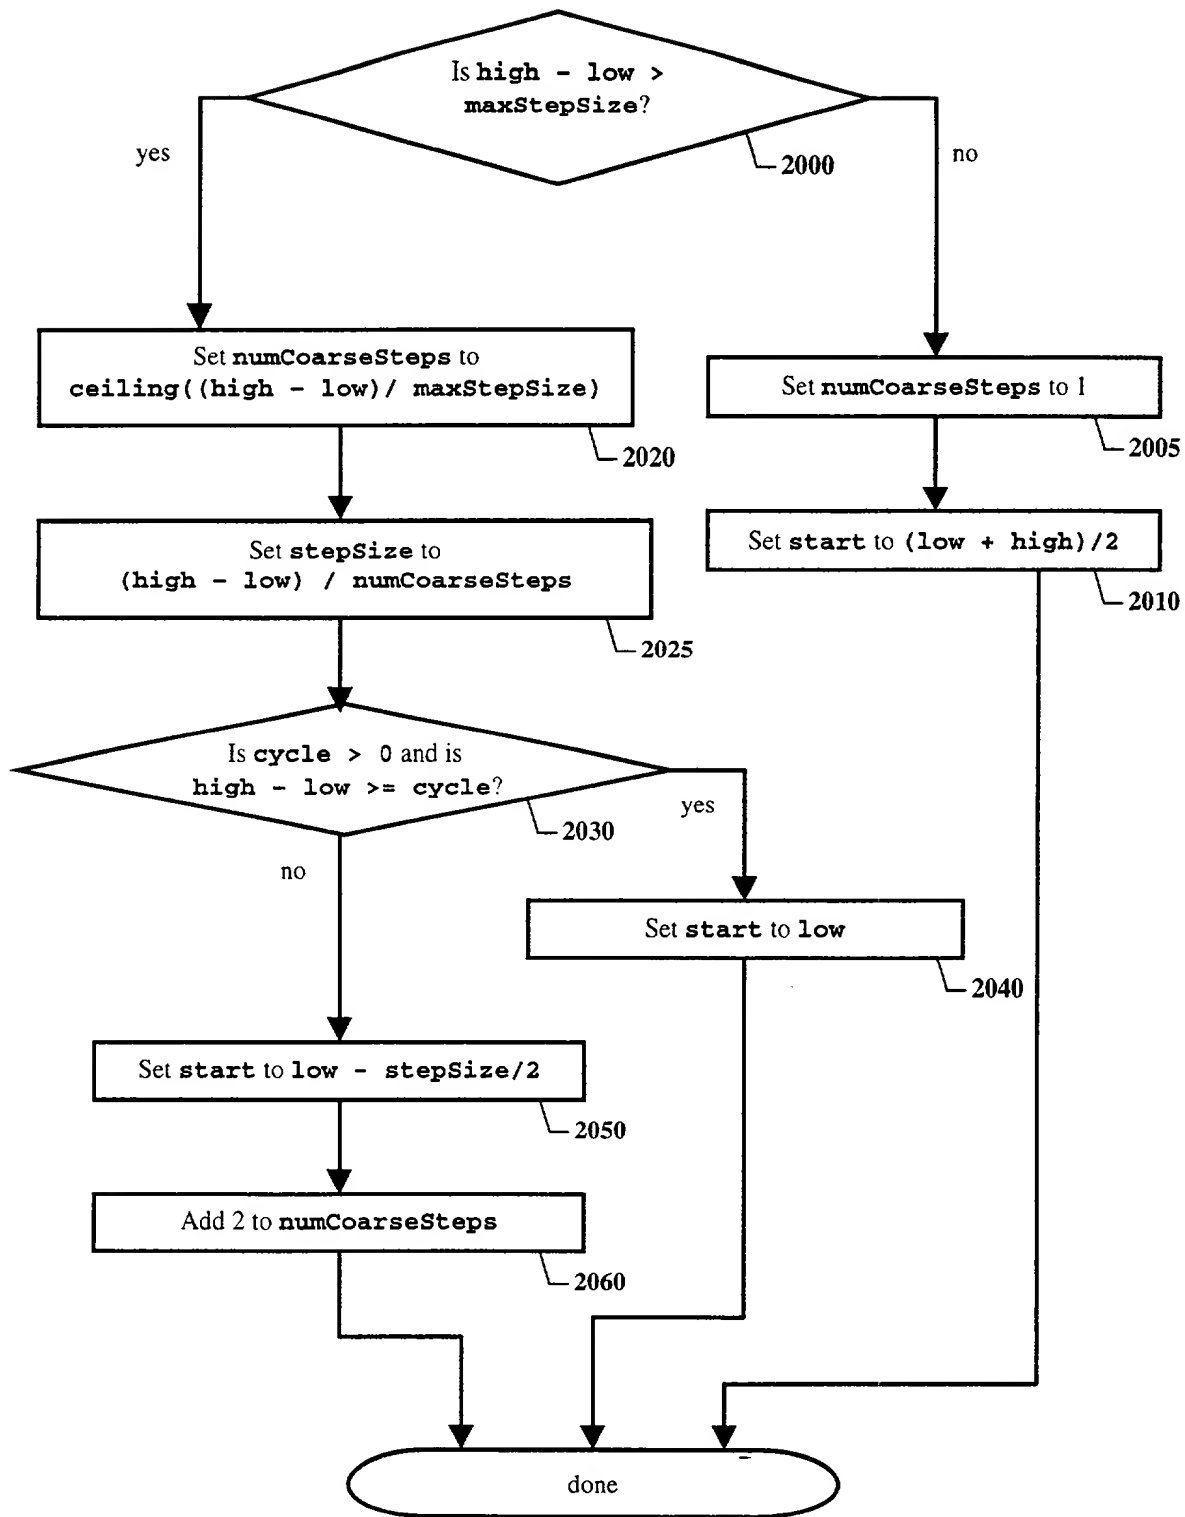 Is high - low >
maxStepSize?
2000
yes
no
Set numCoarseSteps to
ceiling((high - low)/ maxStepSize)
2020
Set numCoarseSteps to 1
2005
Set stepSize to
(high - low) / numCoarseSteps
2025
Set start to (low + high)/2
2010
Is cycle > 0 and is
high - low >= cycle?
2030
yes
no
Set start to low
2040
Set start to low - stepSize/2
2050
Add 2 to numCoarseSteps
2060
done